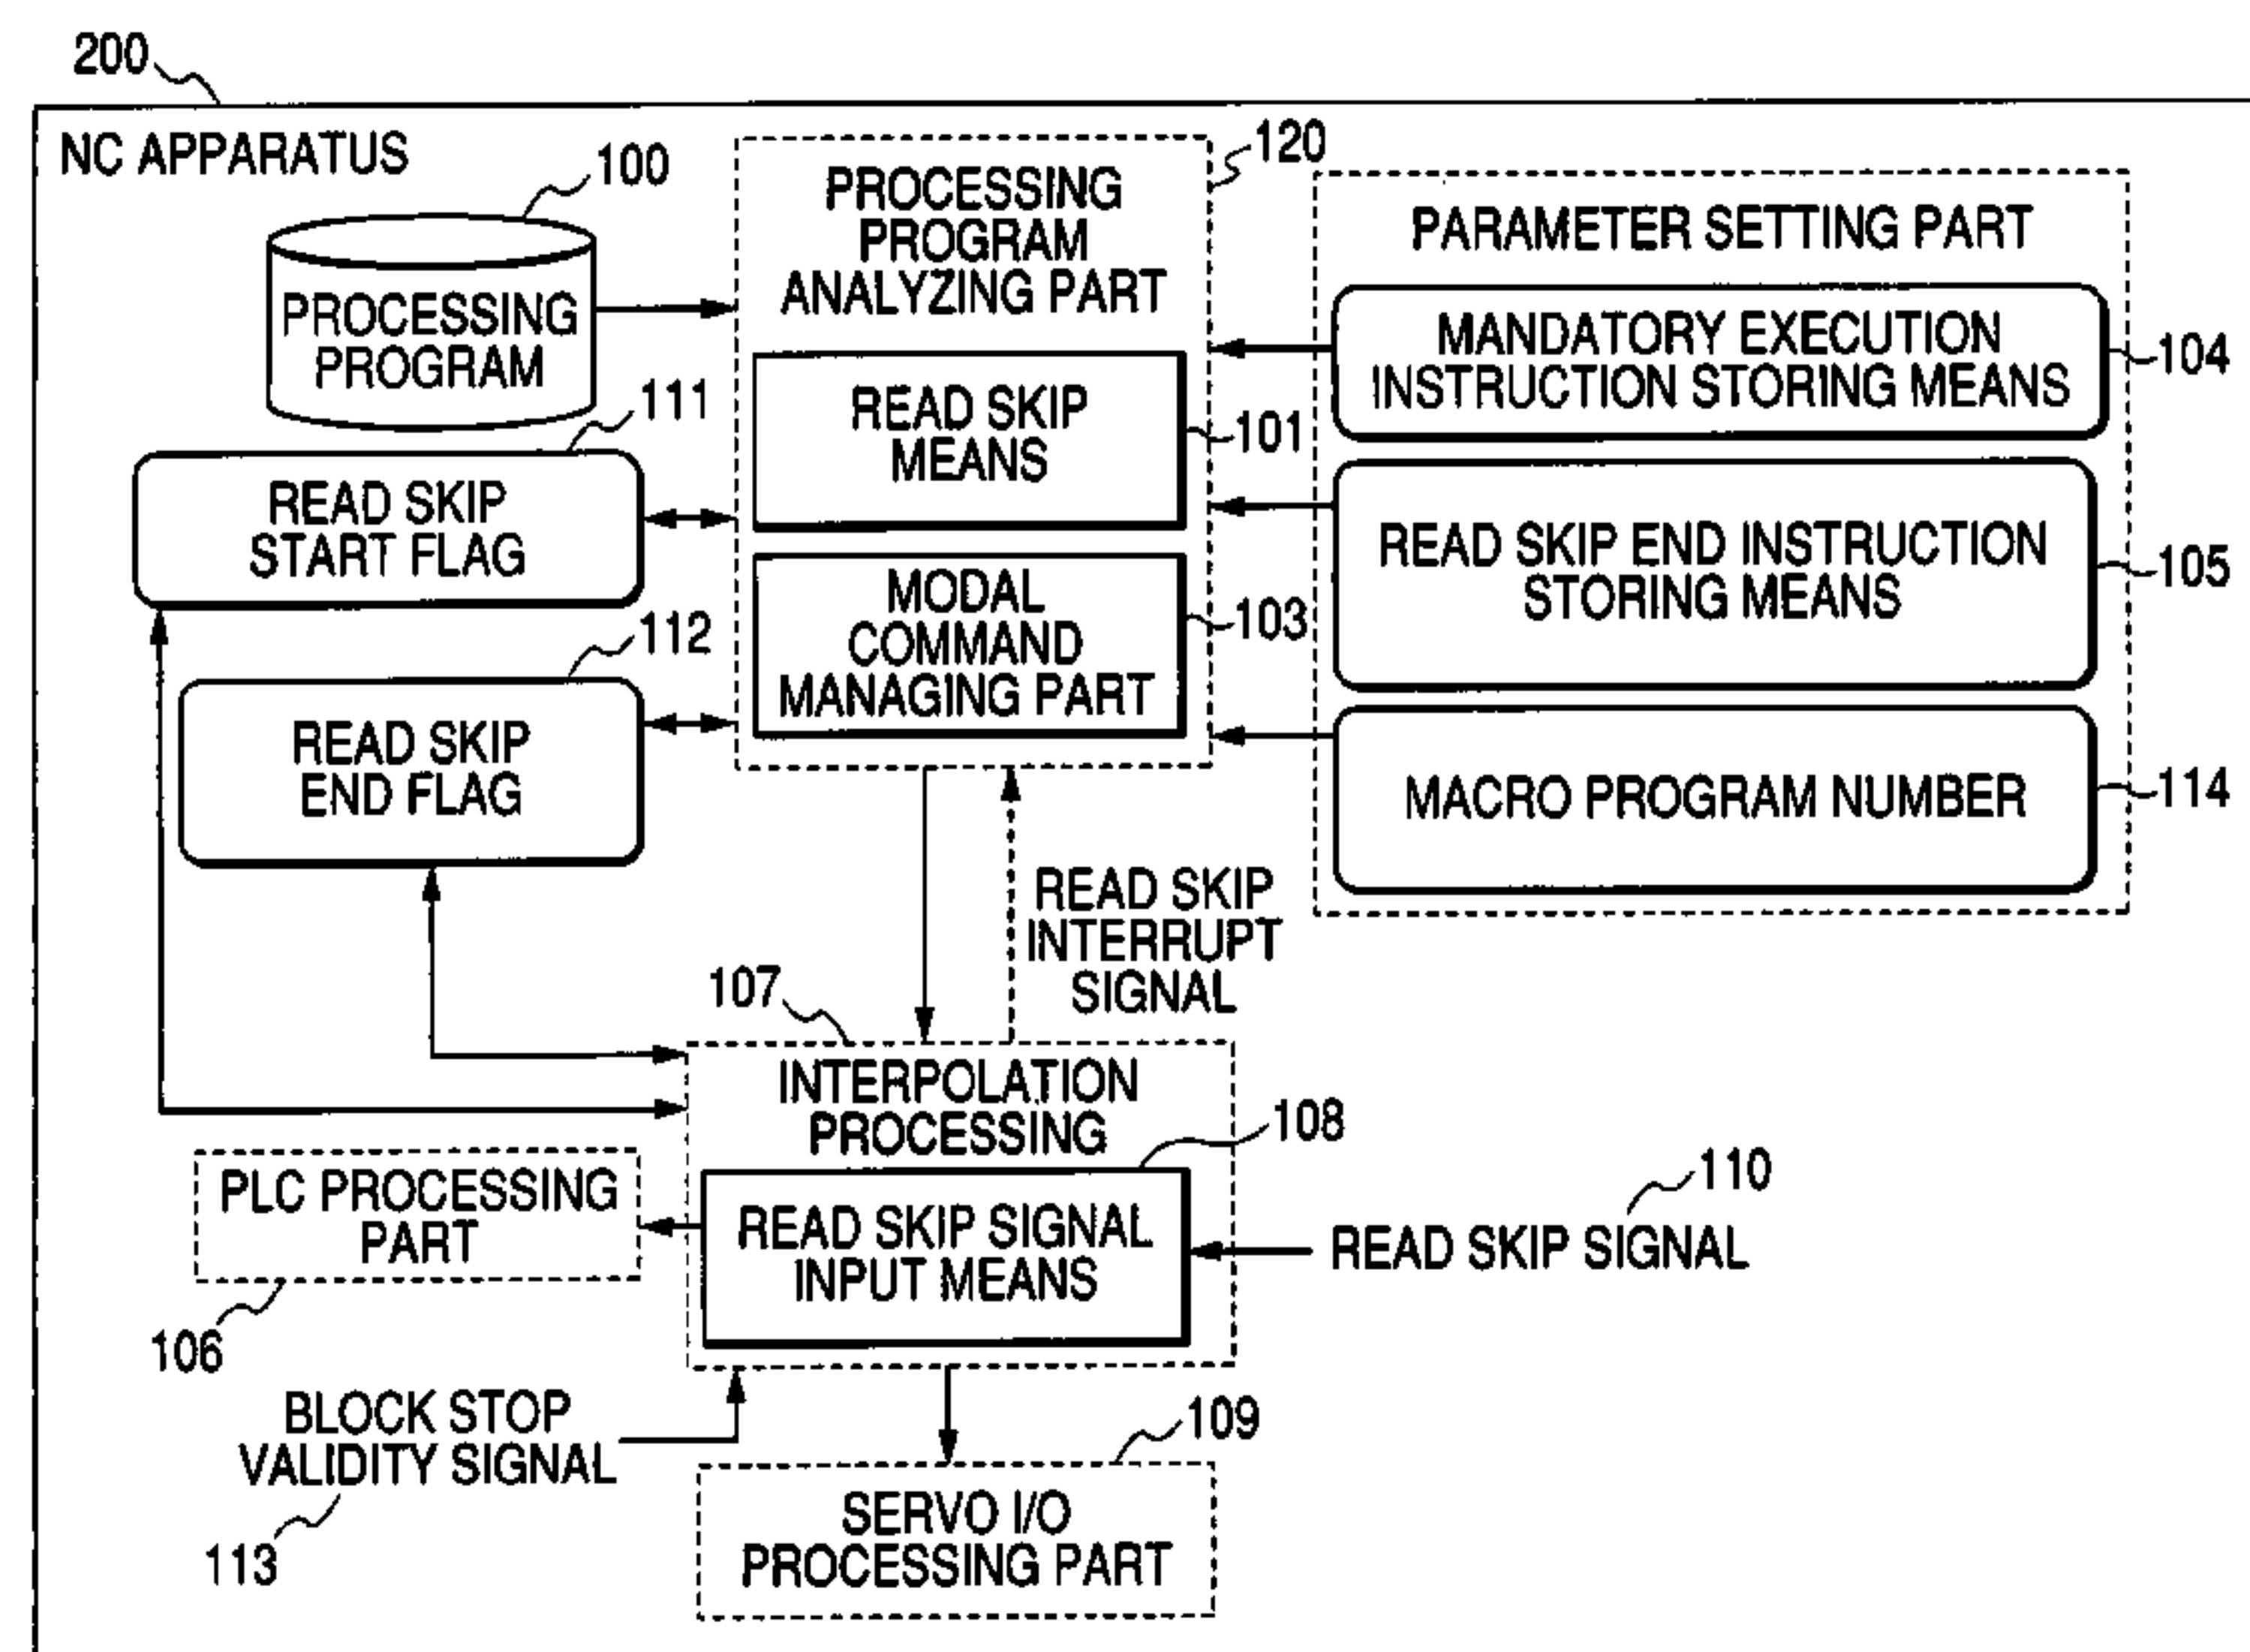 200
NC APPARATUS
100
PROCESSING
PROGRAM
120
PROCESSING
PROGRAM
ANALYZING PART
READ SKIP
MEANS
101
MODAL
COMMAND
MANAGING PART
103
PARAMETER SETTING PART
MANDATORY EXECUTION
INSTRUCTION STORING MEANS
104
READ SKIP END INSTRUCTION
STORING MEANS
105
MACRO PROGRAM NUMBER
114
111
READ SKIP
START FLAG
112
READ SKIP
END FLAG
READ SKIP
INTERRUPT
SIGNAL
107
INTERPOLATION
PROCESSING
108
READ SKIP SIGNAL
INPUT MEANS
110
READ SKIP SIGNAL
PLC PROCESSING
PART
106
BLOCK STOP
VALIDITY SIGNAL
113
109
SERVO I/O
PROCESSING PART